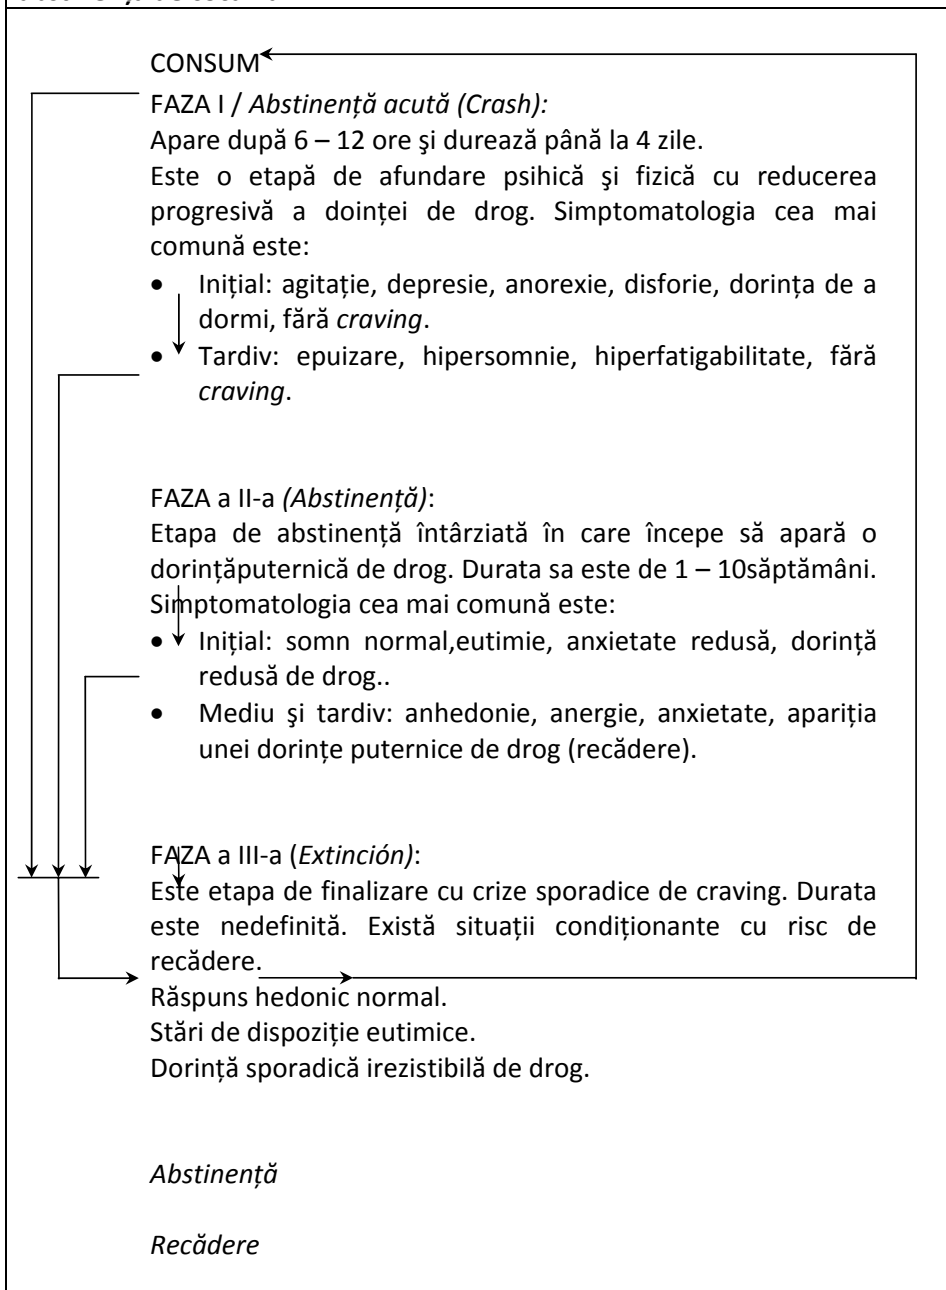 CONSUM
FAZA I / Abstinență acută (Crash):
Apare după 6 – 12 ore şi durează până la 4 zile.
Este o etapă de afundare psihică şi fizică cu reducerea
progresivă a doinței de drog. Simptomatologia cea mai
comună este:
• Inițial: agitație, depresie, anorexie, disforie, dorința de a
dormi, fără craving.
• Tardiv: epuizare, hipersomnie, hiperfatigabilitate, fără
craving.
FAZA a II-a (Abstinență):
Etapa de abstinență întârziată în care începe să apară o
dorințăputernică de drog. Durata sa este de 1 – 10săptămâni.
Simptomatologia cea mai comună este:
• Inițial: somn normal,eutimie, anxietate redusă, dorință
redusă de drog..
• Mediu şi tardiv: anhedonie, anergie, anxietate, apariția
unei dorințe puternice de drog (recădere).
FAZA a III-a (Extinción):
Este etapa de finalizare cu crize sporadice de craving. Durata
este nedefinită. Există situații condiționante cu risc de
recădere.
Răspuns hedonic normal.
Stări de dispoziție eutimice.
Dorință sporadică irezistibilă de drog.
Abstinență
Recădere